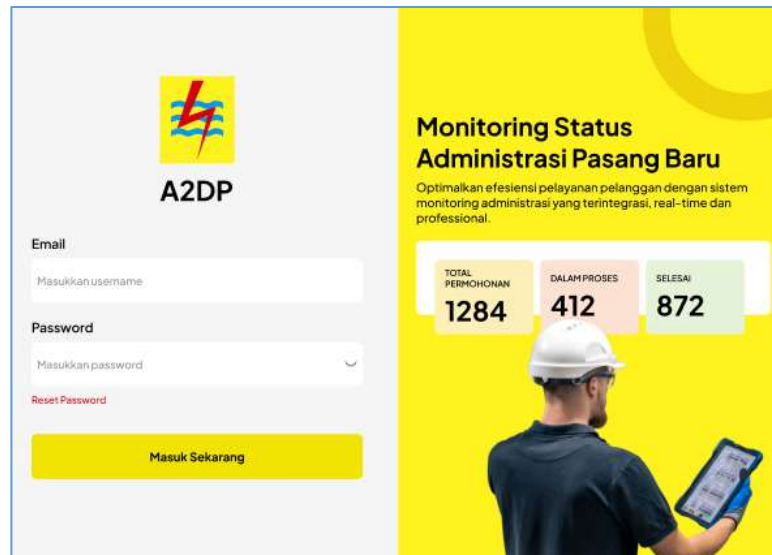 A2DP
Email
Masukkan username
Password
Masukkan password
Reset Password
Masuk Sekarang
Monitoring Status
Administrasi Pasang Baru
Optimalkan efesiensi pelayanan pelanggan dengan sistem
monitoring administrasi yang terintegrasi, real-time dan
professional.
TOTAL
PERMOHONAN
1284
DALAM PROSES
412
SELESAI
872